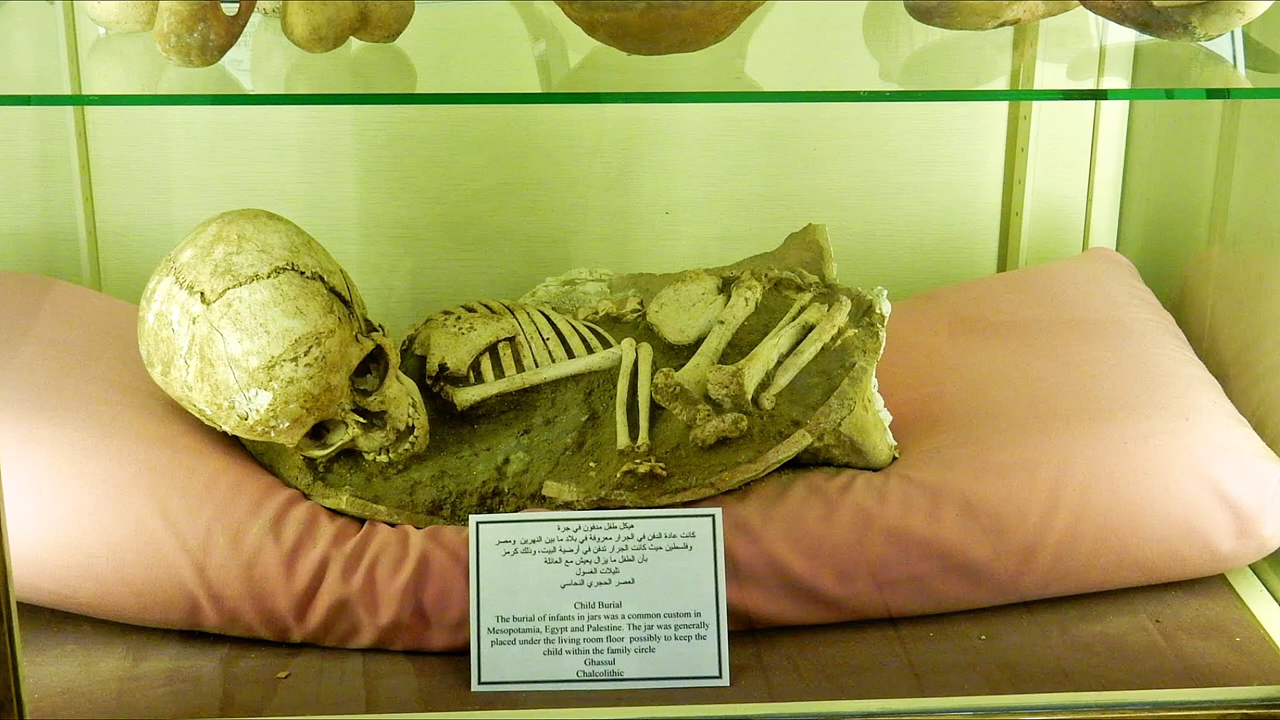 هيكل طفل مدفون في جرة
كانت عادة الدفن في الجرار معروفة في بلاد ما بين النهرين ومصر
وفلسطين حيث كانت الجرار تدفن في أرضية البيت، وذلك كرمز
بأن الطفل ما يزال يعيش مع العائلة
تليلات الغسول
العصر الحجري النحاسي
Child Burial
The burial of infants in jars was a common custom in
Mesopotamia, Egypt and Palestine. The jar was generally
placed under the living room floor possibly to keep the
child within the family circle
Ghassul
Chalcolithic